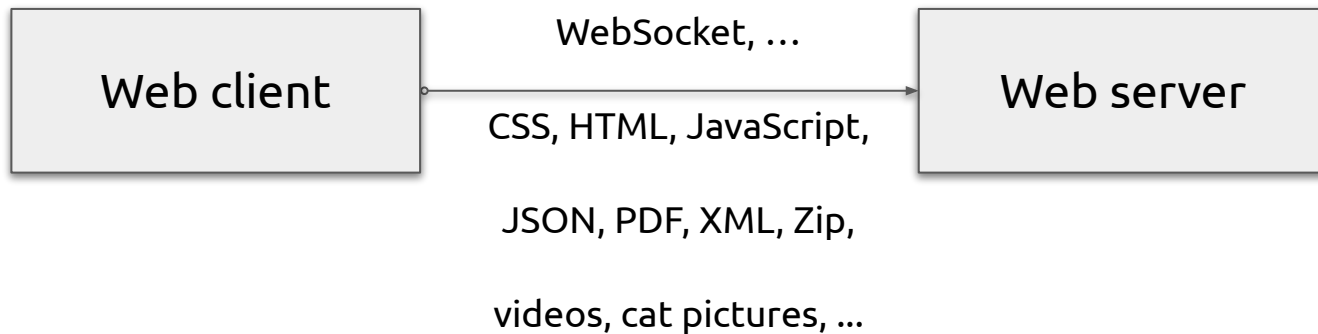 Web client
WebSocket, …
Web server
CSS, HTML, JavaScript,
JSON, PDF, XML, Zip,
videos, cat pictures, ...